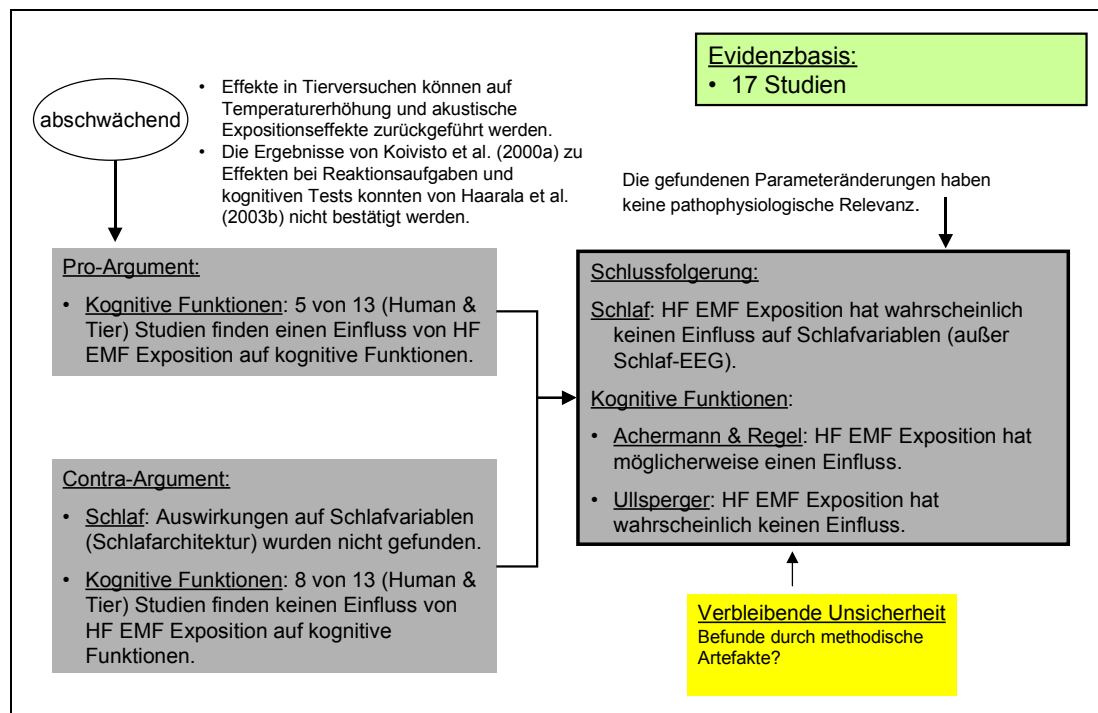 Evidenzbasis:
• 17 Studien
abschwächend
• Effekte in Tierversuchen können auf
Temperaturerhöhung und akustische
Expositionseffekte zurückgeführt werden.
• Die Ergebnisse von Koivisto et al. (2000a) zu
Effekten bei Reaktionsaufgaben und
kognitiven Tests konnten von Haarala et al.
(2003b) nicht bestätigt werden.
Die gefundenen Parameteränderungen haben
keine pathophysiologische Relevanz.
Pro-Argument:
• Kognitive Funktionen: 5 von 13 (Human &
Tier) Studien finden einen Einfluss von HF
EMF Exposition auf kognitive Funktionen.
Contra-Argument:
• Schlaf: Auswirkungen auf Schlafvariablen
(Schlafarchitektur) wurden nicht gefunden.
• Kognitive Funktionen: 8 von 13 (Human &
Tier) Studien finden keinen Einfluss von
HF EMF Exposition auf kognitive
Funktionen.
Schlussfolgerung:
Schlaf: HF EMF Exposition hat wahrscheinlich
keinen Einfluss auf Schlafvariablen (außer
Schlaf-EEG).
Kognitive Funktionen:
• Achermann & Regel: HF EMF Exposition hat
möglicherweise einen Einfluss.
• Ullsperger: HF EMF Exposition hat
wahrscheinlich keinen Einfluss.
Verbleibende Unsicherheit
Befunde durch methodische
Artefakte?